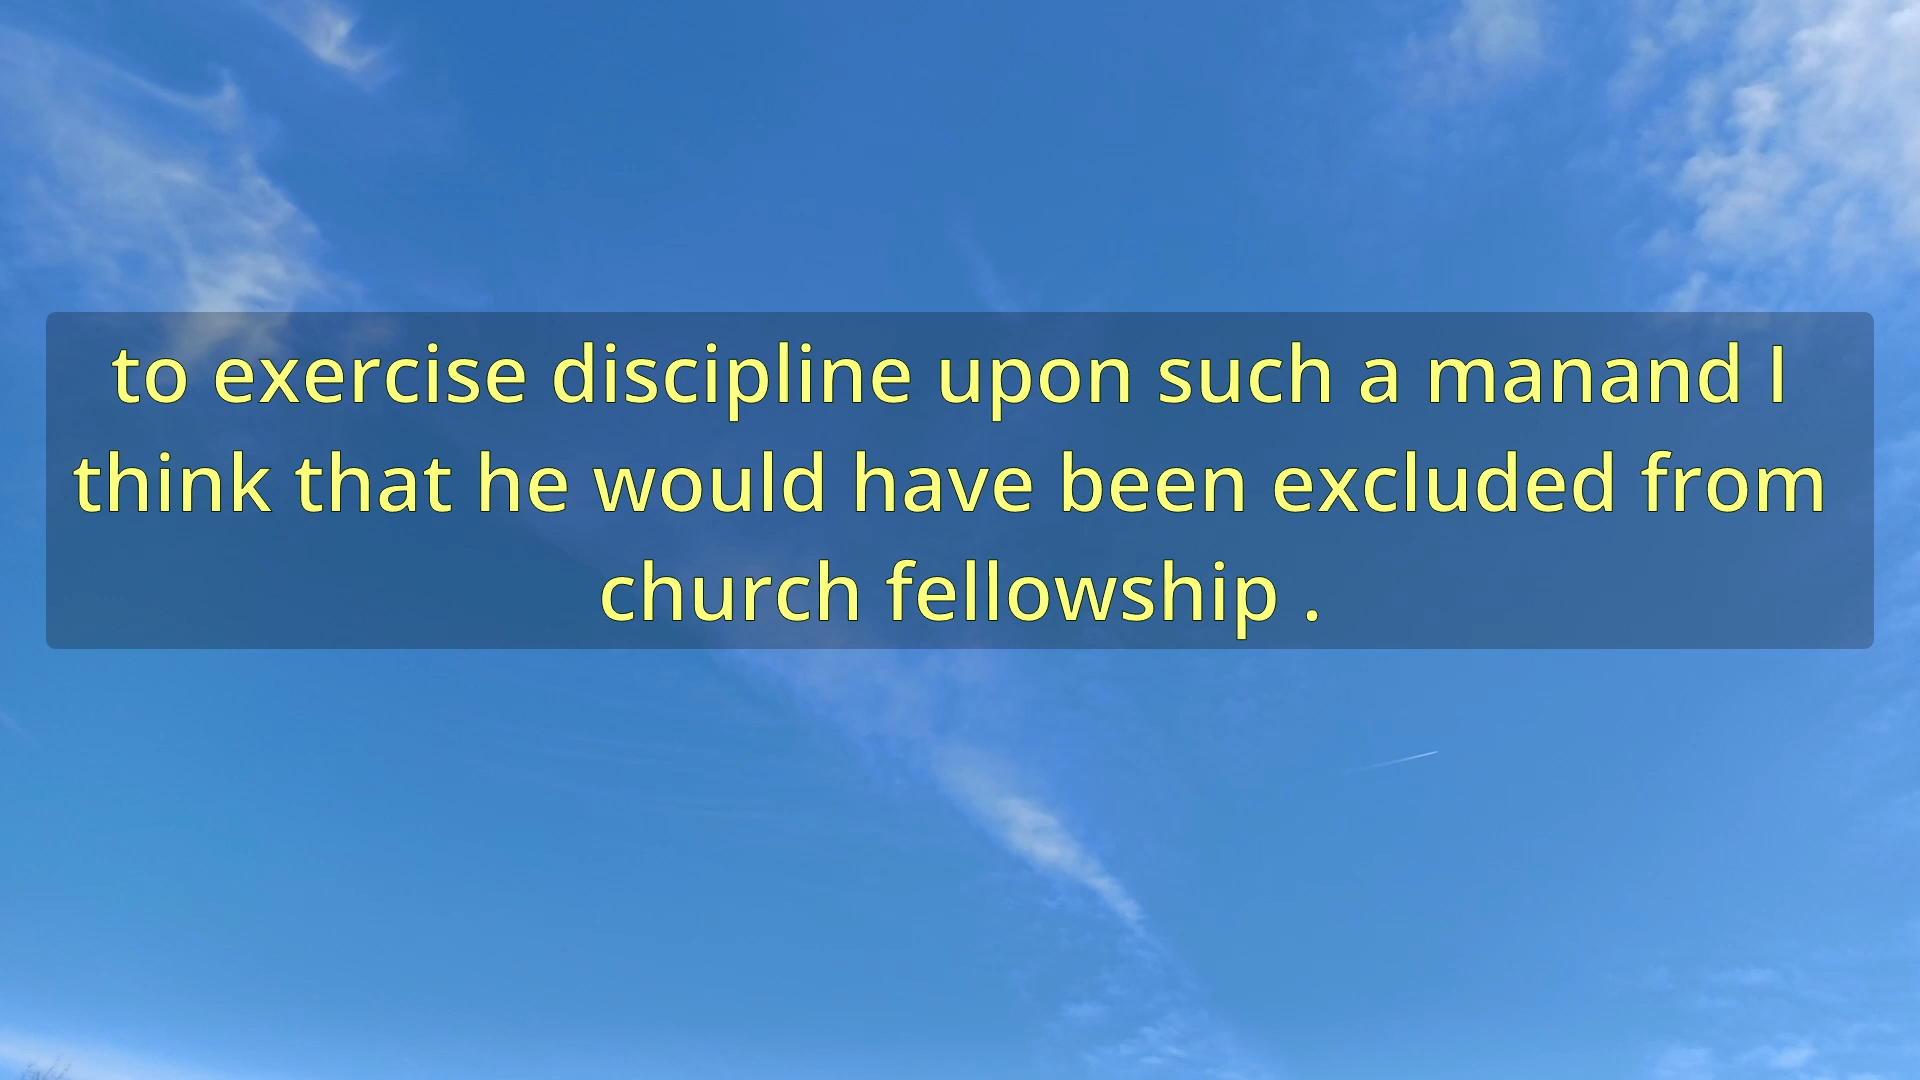 to exercise discipline upon such a manand I
think that he would have been excluded from
church fellowship .